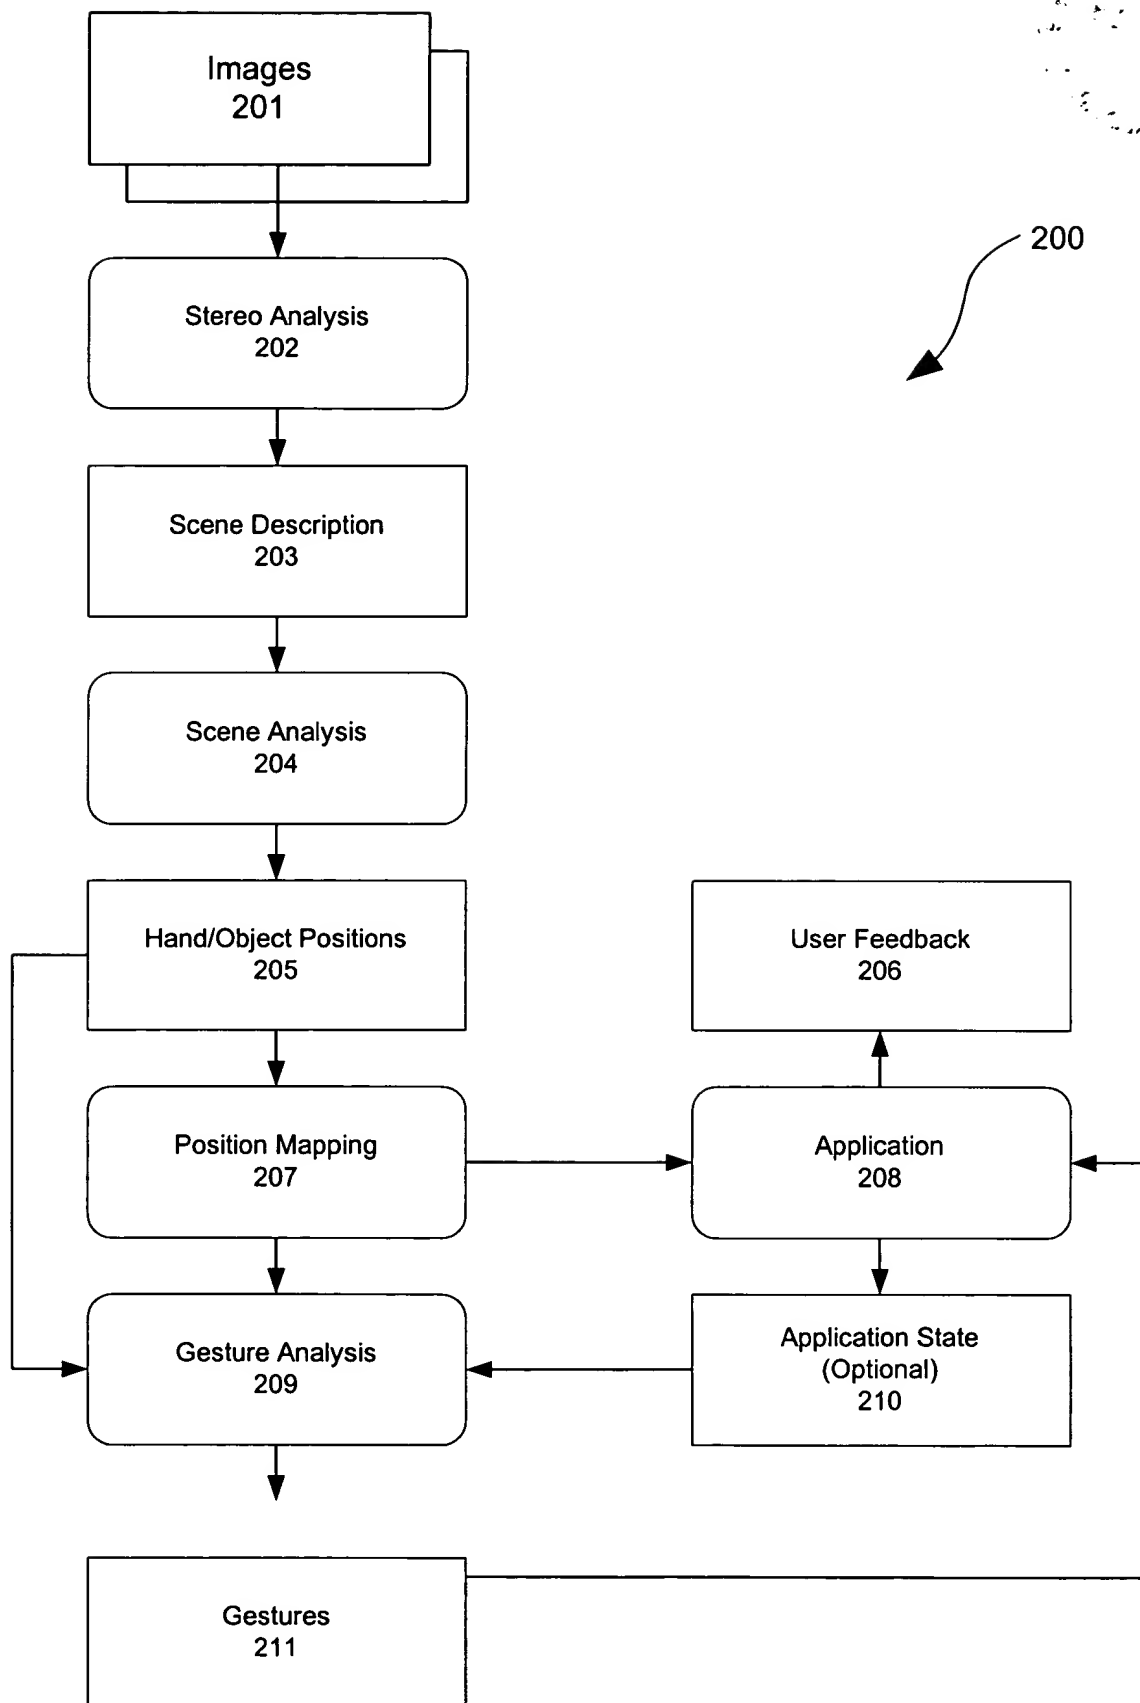 Images
201
200
Stereo Analysis
202
Scene Description
203
Scene Analysis
204
Hand/Object Positions
205
User Feedback
206
Position Mapping
207
Application
208
Gesture Analysis
209
Application State
(Optional)
210
Gestures
211